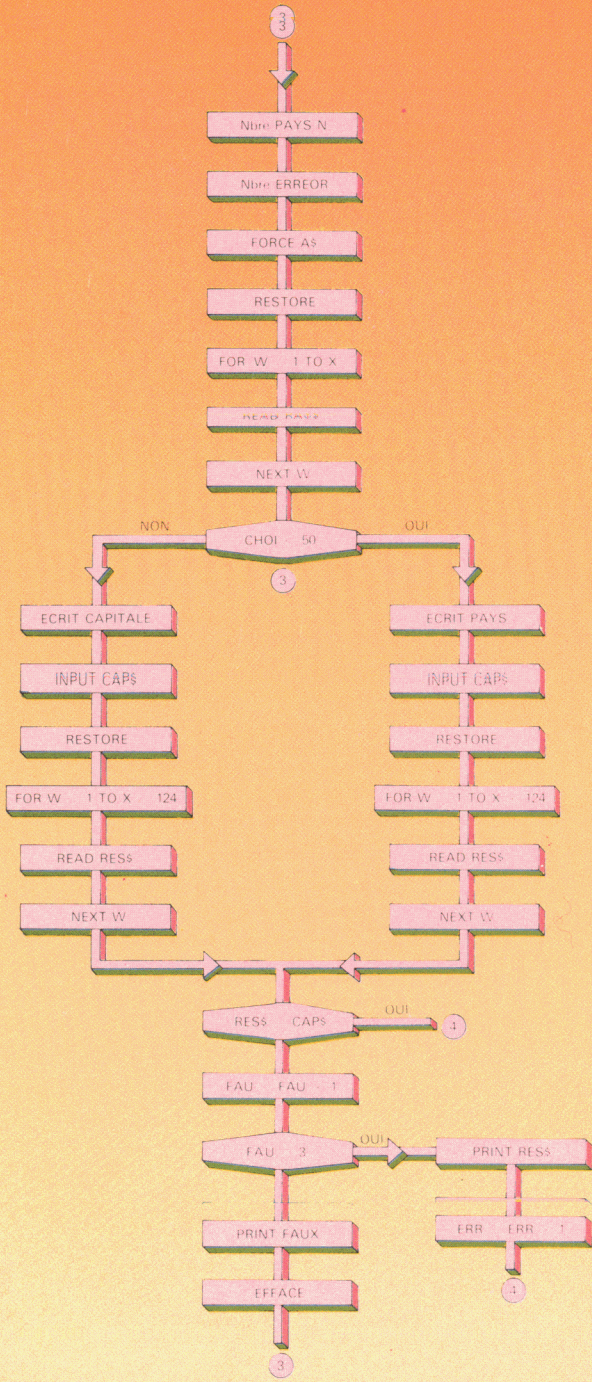 3
3
Nbre PAYS N
Nbre ERREOR
FORCE A$
RESTORE
FOR W 1 TO X
READ PAY$
NEXT W
NON
CHOI 50
OUI
3
ECRIT CAPITALE
INPUT CAP$
RESTORE
FOR W 1 TO X 124
READ RES$
NEXT W
ECRIT PAYS
INPUT CAP$
RESTORE
FOR W 1 TO X 124
READ RES$
NEXT W
RES$ CAP$
OUI
4
FAU FAU - 1
FAU 3
OUI
PRINT RES$
ERR ERR 1
4
PRINT FAUX
EFFACE
3